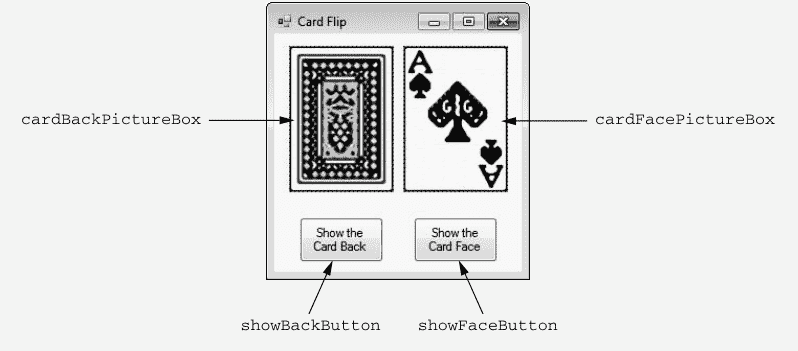 Card Flip
A
cardBackPictureBox
cardFacePictureBox
A
Show the
Card Back
Show the
Card Face
showBackButton
showFaceButton